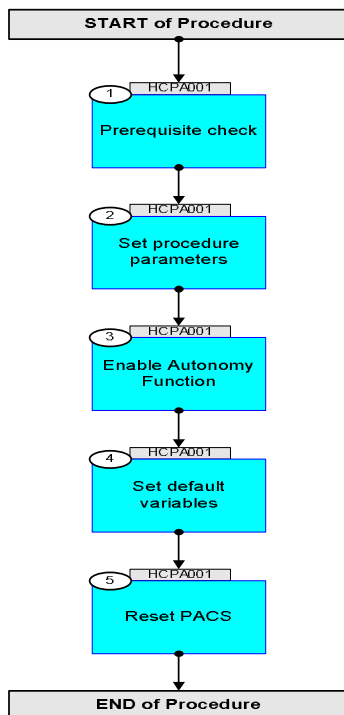 START of Procedure
HCPA001
1
Prerequisite check
HCPA001
2
Set procedure
parameters
HCPA001
3
Enable Autonomy
Function
HCPA001
4
Set default
variables
HCPA001
5
Reset PACS
END of Procedure